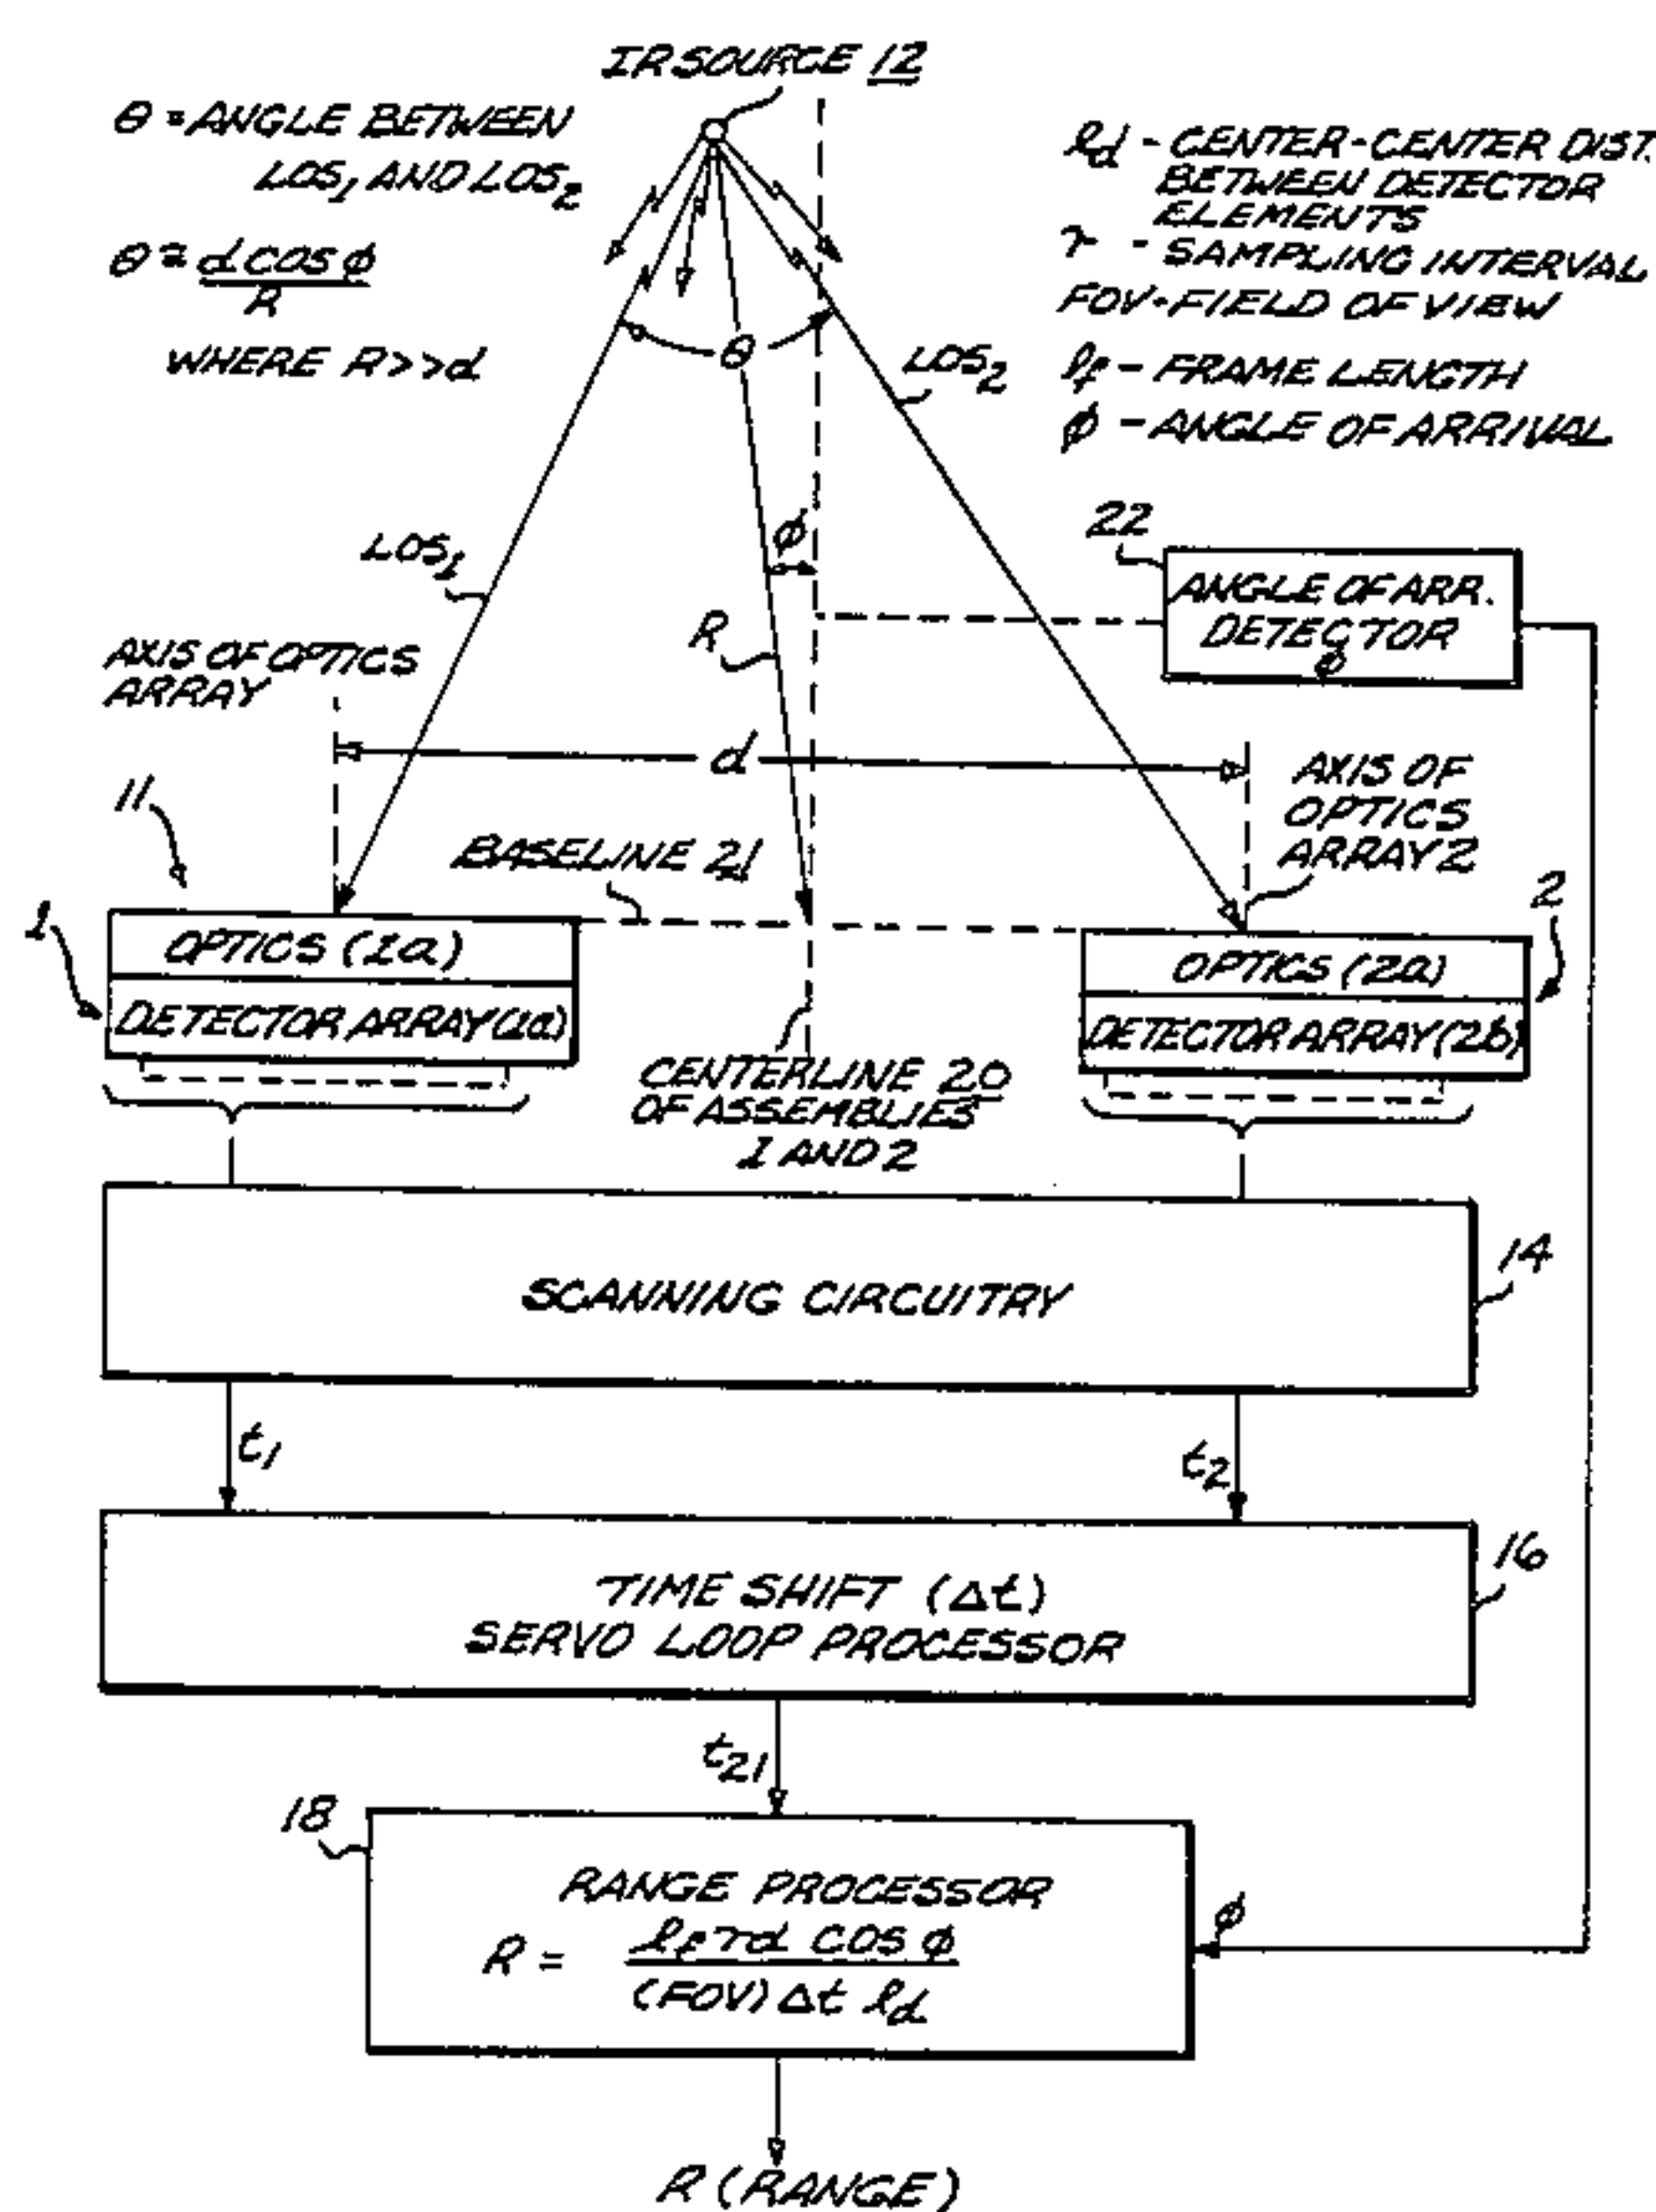 IR SOURCE 12
θ = ANGLE BETWEEN
LOS1 AND LOS2
θ = d COS φ
R
WHERE R>>d
ld - CENTER-CENTER DIST.
BETWEEN DETECTOR
ELEMENTS
τ - SAMPLING INTERVAL
FOV - FIELD OF VIEW
lf - FRAME LENGTH
φ - ANGLE OF ARRIVAL
θ
LOS2
LOS1
φ
R
22
ANGLE OF ARR.
DETECTOR
φ
AXIS OF OPTICS
ARRAY
d
AXIS OF
OPTICS
ARRAY 2
11
BASELINE 21
1
OPTICS (1a)
DETECTOR ARRAY (1a)
2
OPTICS (2a)
DETECTOR ARRAY (2b)
CENTERLINE 20
OF ASSEMBLIES
1 AND 2
SCANNING CIRCUITRY
14
t1
t2
TIME SHIFT (Δt)
SERVO LOOP PROCESSOR
16
t21
18
RANGE PROCESSOR
R = lf τd COS φ
(FOV) Δt ld
φ
R (RANGE)